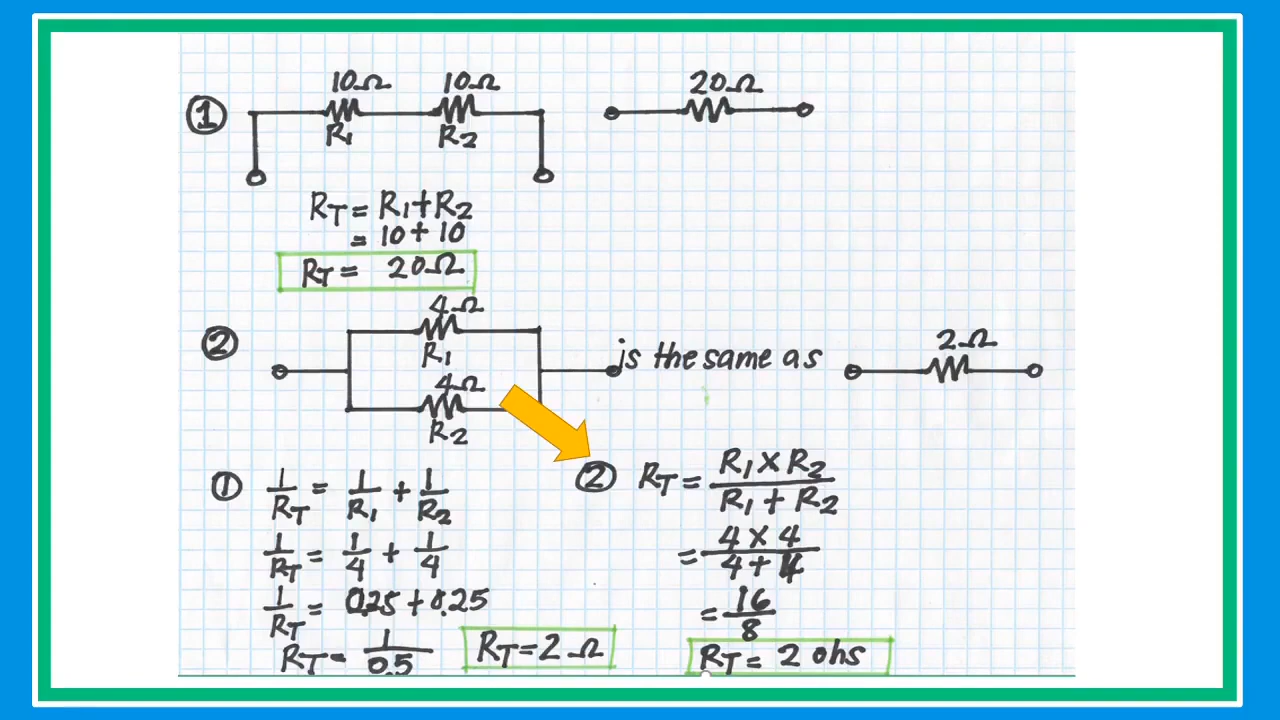 ① 10Ω 10Ω 20Ω
R1 R2
RT = R1+R2
= 10 + 10
RT = 20Ω
② 4Ω
R1
is the same as 2Ω
4Ω
R2
① 1/RT = 1/R1 + 1/R2
1/RT = 1/4 + 1/4
1/RT = 0.25 + 0.25
RT = 1/0.5
RT = 2 Ω
② RT = R1 X R2 / R1 + R2
= 4 X 4 / 4 + 4
= 16/8
RT = 2 ohs